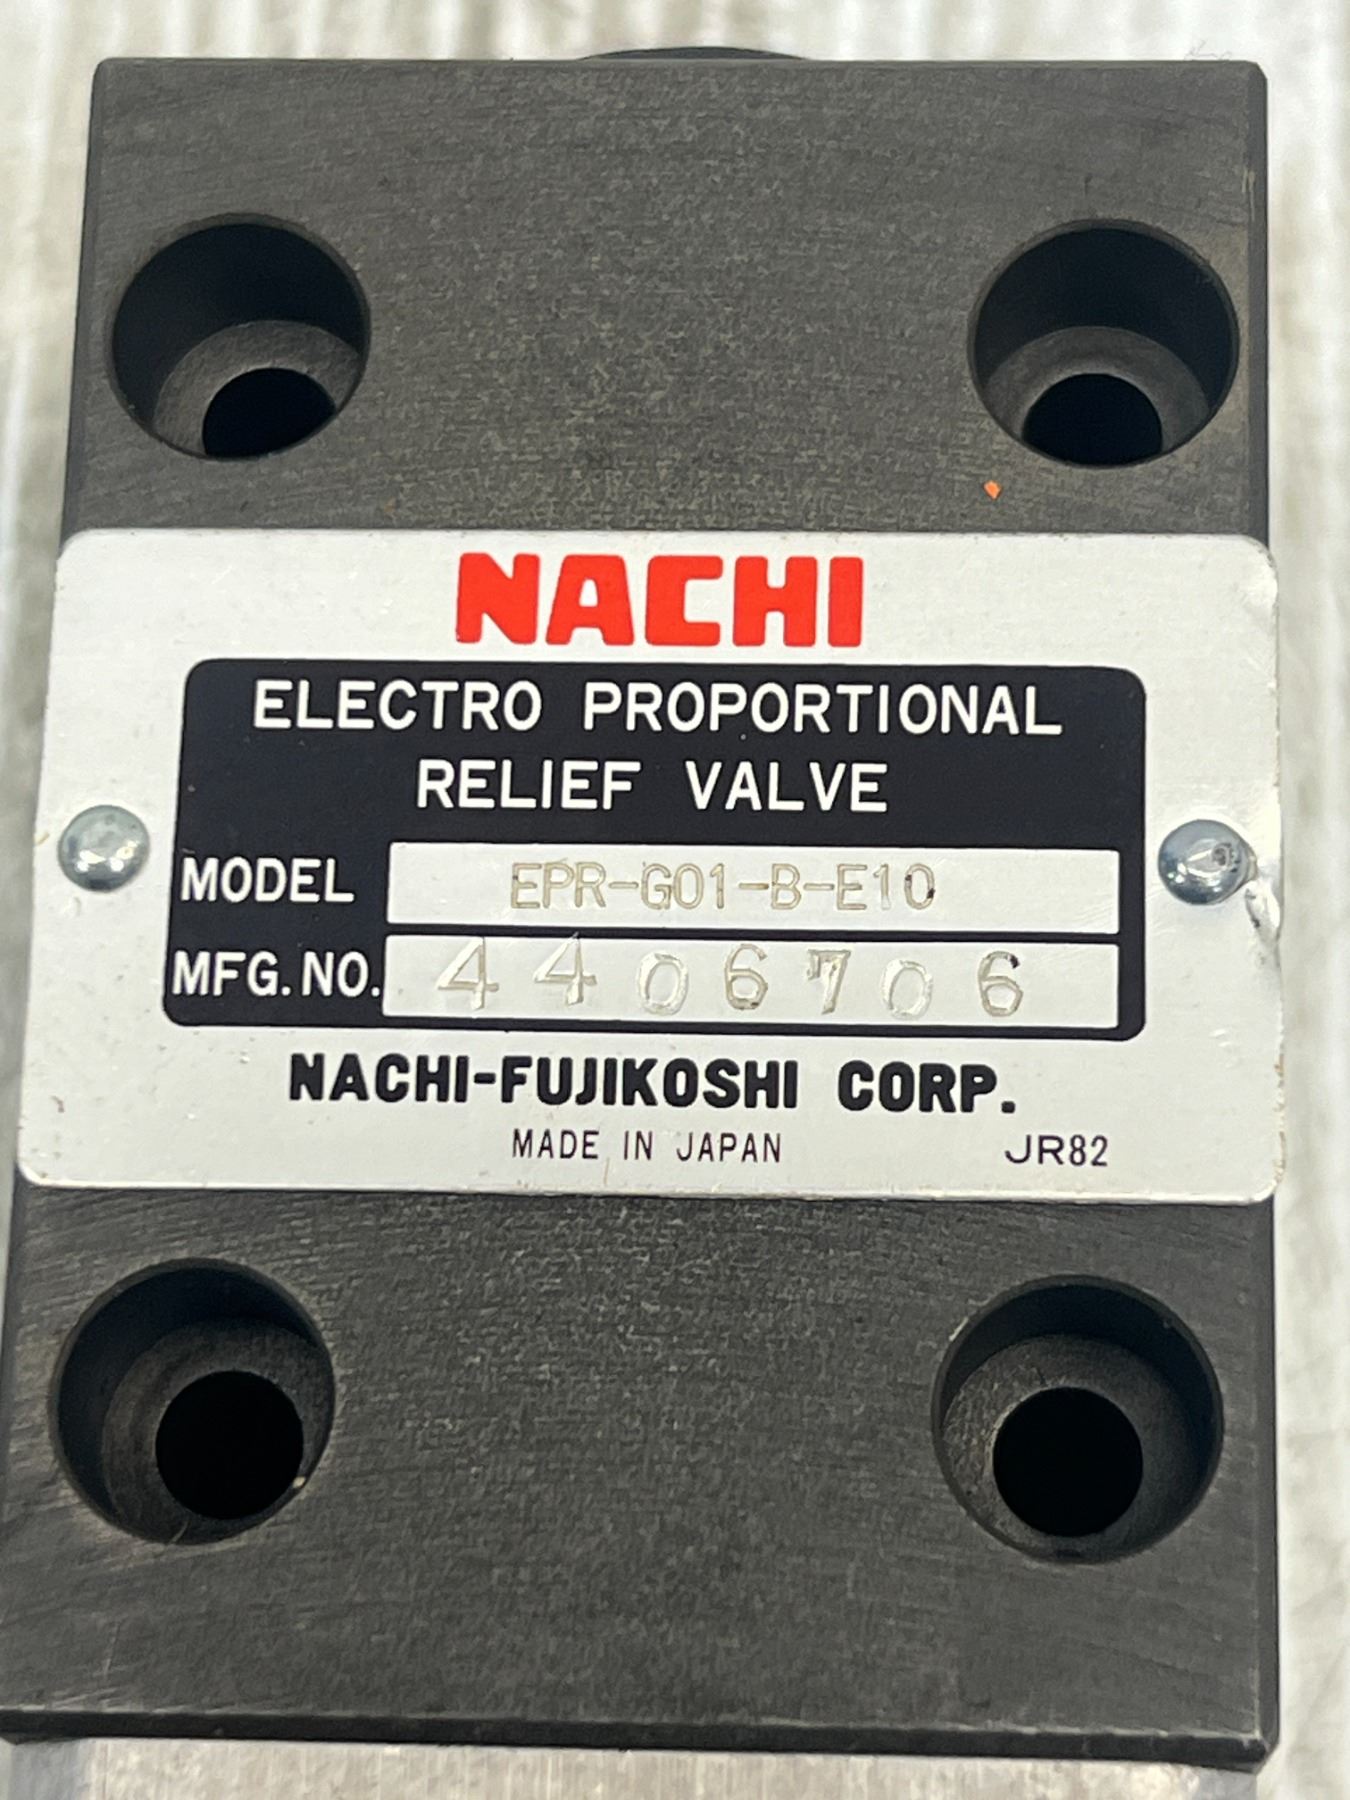 NACHI
ELECTRO PROPORTIONAL
RELIEF VALVE
MODEL EPR-G01-B-E10
MFG. NO. 4406706
NACHI-FUJIKOSHI CORP.
MADE IN JAPAN JR82